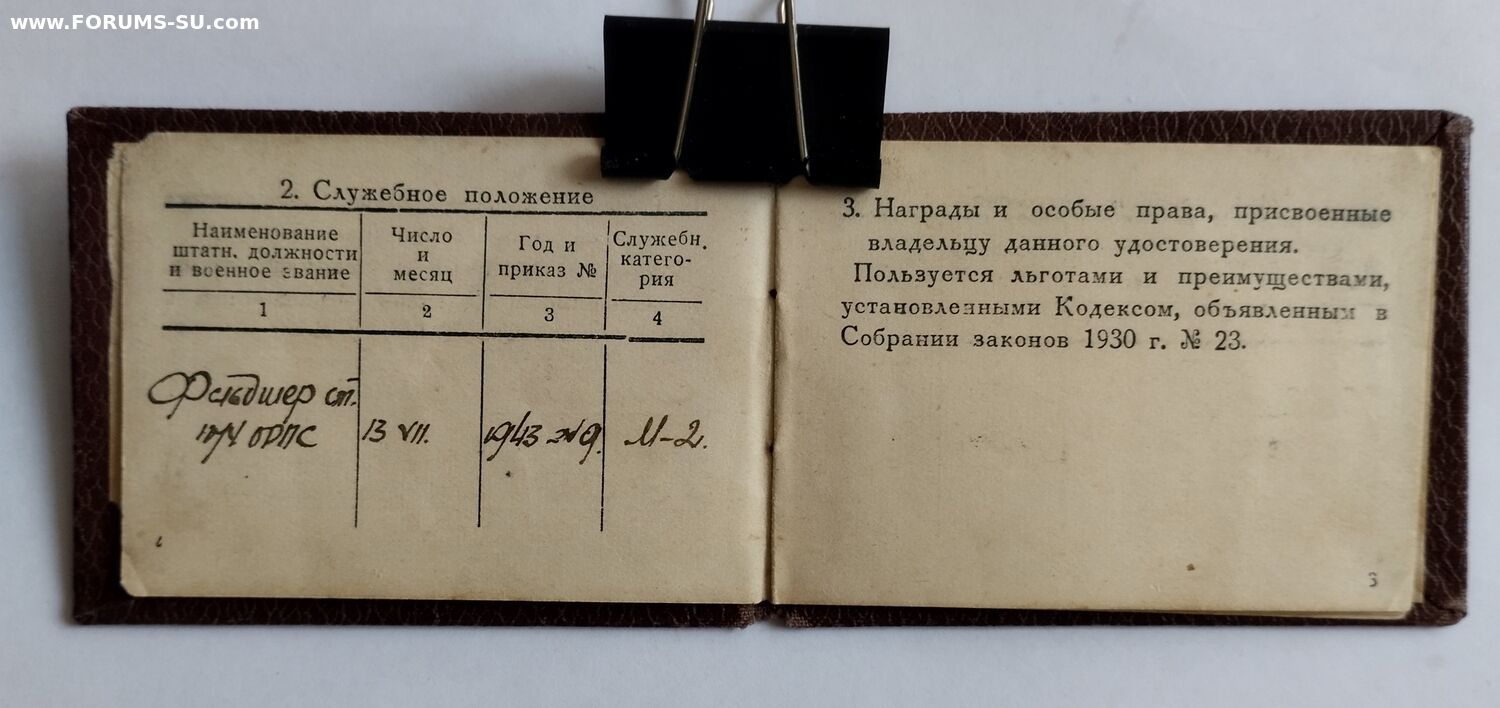 www.FORUMS-SU.com
2. Служебное положение
Наименование штатн. должности и военное звание
Число и месяц
Год и приказ №
Служебн. катего-рия
1 2 3 4
Фельдшер ст.
ОРПС 13 VII. 1943 №9. М-2.
3. Награды и особые права, присвоенные
владельцу данного удостоверения.
Пользуется льготами и преимуществами,
установленными Кодексом, объявленным в
Собрании законов 1930 г. № 23.
3